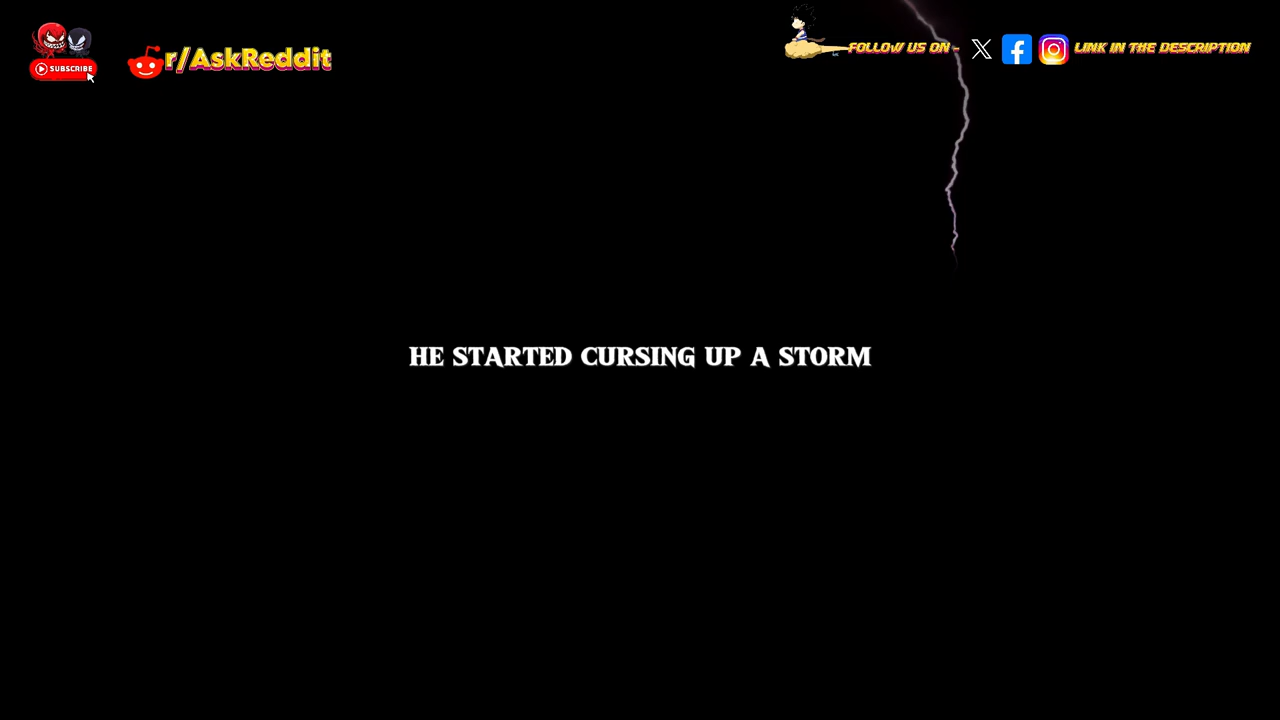 SUBSCRIBE
r/AskReddit
FOLLOW US ON -
LINK IN THE DESCRIPTION
HE STARTED CURSING UP A STORM